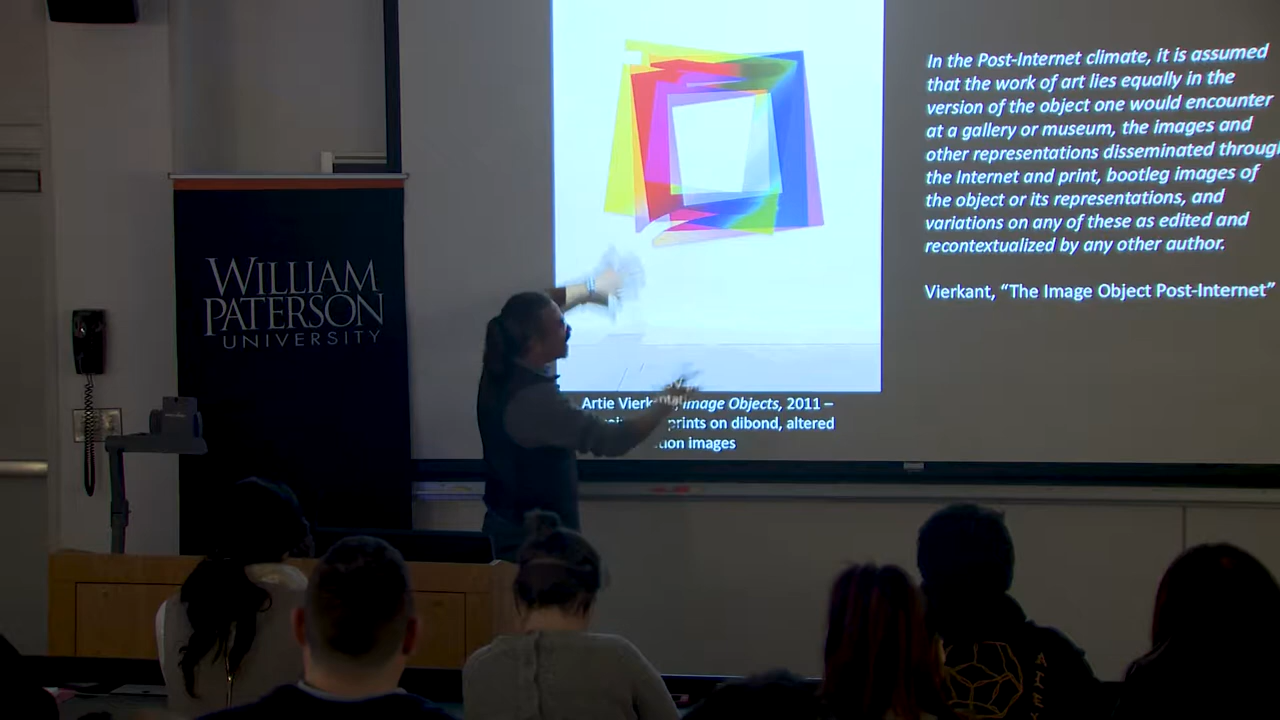 WILLIAM
PATERSON
UNIVERSITY
In the Post-Internet climate, it is assumed
that the work of art lies equally in the
version of the object one would encounter
at a gallery or museum, the images and
other representations disseminated through
the Internet and print, bootleg images of
the object or its representations, and
variations on any of these as edited and
recontextualized by any other author.
Vierkant, “The Image Object Post-Internet”
Artie Image Objects, 2011 –
prints on dibond, altered
images